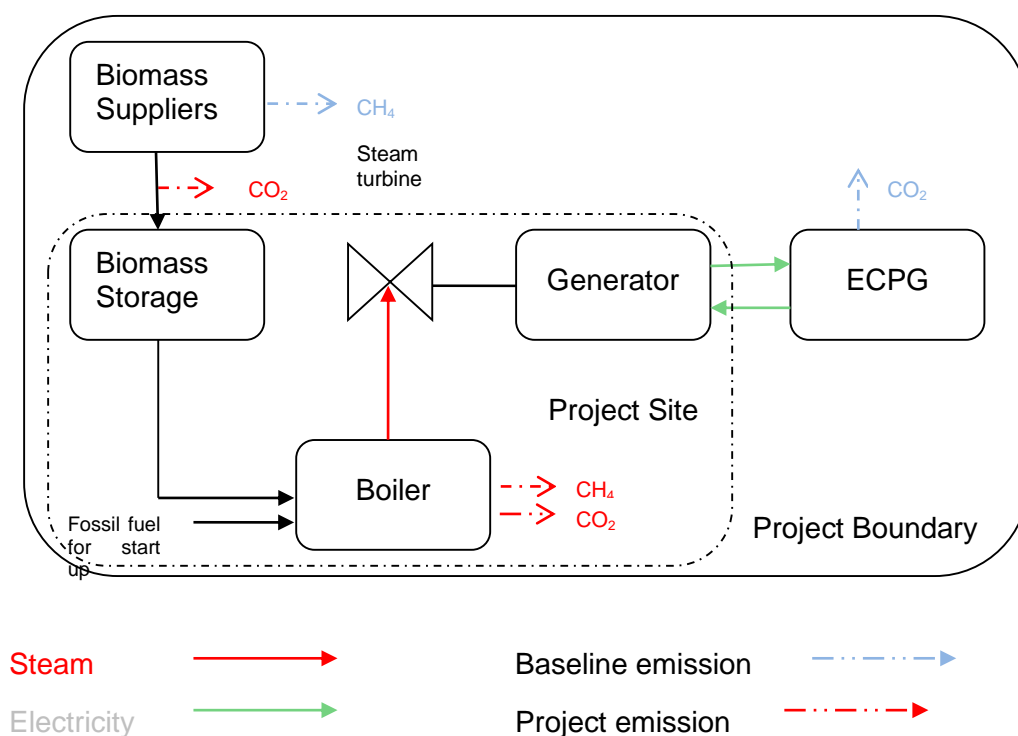 Biomass
Suppliers
CH₄
Steam
turbine
CO₂
CO₂
Biomass
Storage
Generator
ECPG
Project Site
Boiler
CH₄
CO₂
Fossil fuel
for start
up
Project Boundary
Steam
Baseline emission
Electricity
Project emission